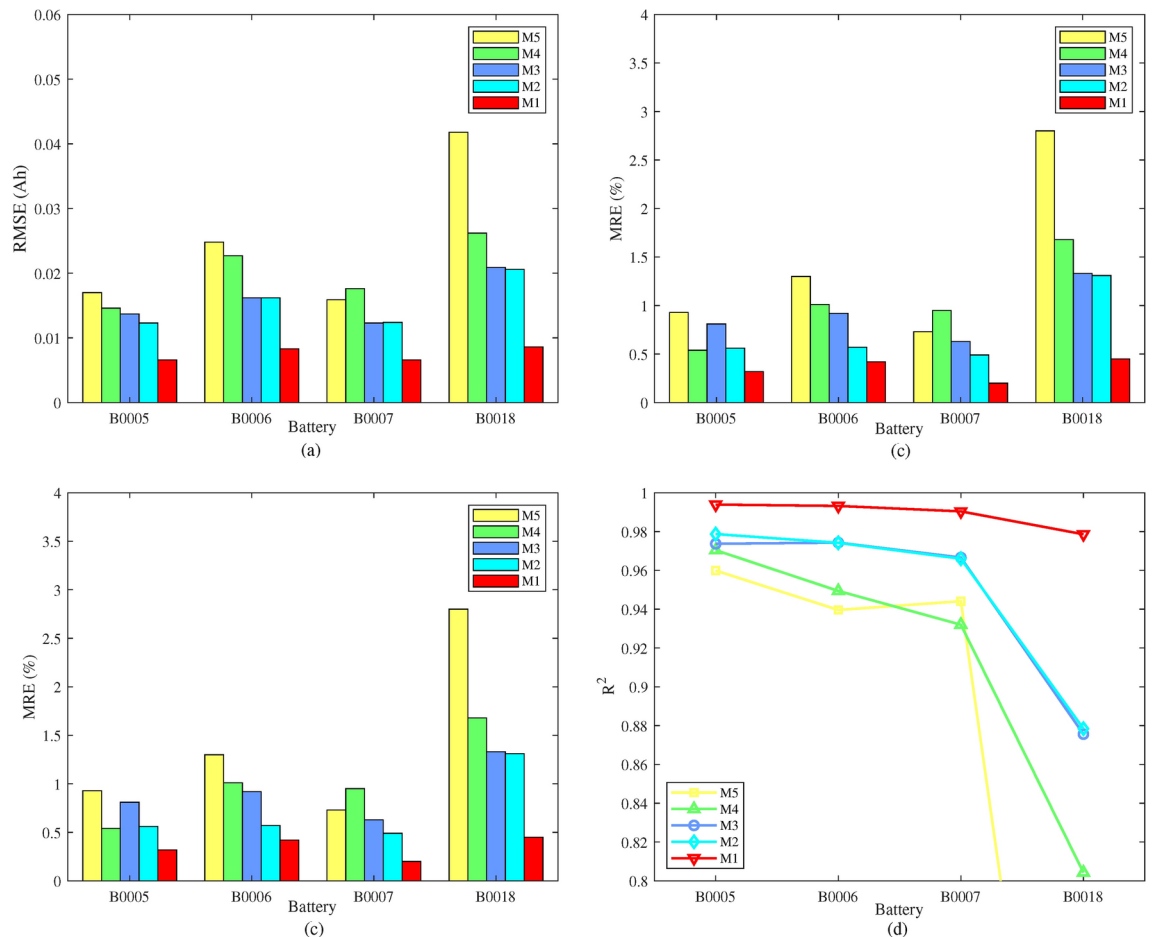 0.06
0.05
0.04
0.03
0.02
0.01
0
RMSE (Ah)
M5
M4
M3
M2
M1
B0005 B0006 B0007 B0018
Battery
(a)
4
3.5
3
2.5
2
1.5
1
0.5
0
MRE (%)
M5
M4
M3
M2
M1
B0005 B0006 B0007 B0018
Battery
(c)
4
3.5
3
2.5
2
1.5
1
0.5
0
MRE (%)
M5
M4
M3
M2
M1
B0005 B0006 B0007 B0018
Battery
(c)
1
0.98
0.96
0.94
0.92
0.9
0.88
0.86
0.84
0.82
0.8
R²
M5
M4
M3
M2
M1
B0005 B0006 B0007 B0018
Battery
(d)